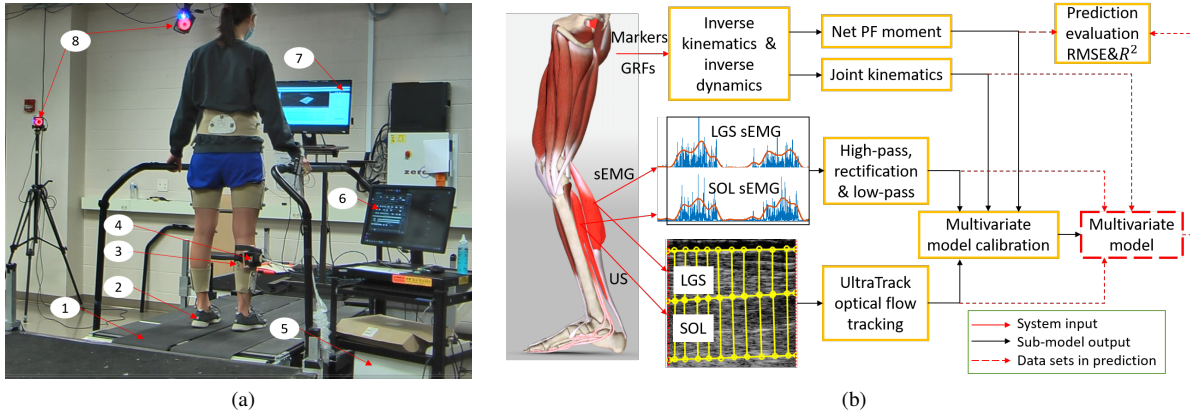 8
7
6
4
3
2
1
5
zero
(a)
Markers
GRFs
Inverse
kinematics &
inverse
dynamics
Net PF moment
Joint kinematics
Prediction
evaluation
RMSE&R²
LGS sEMG
SOL sEMG
sEMG
High-pass,
rectification
& low-pass
Multivariate
model calibration
Multivariate
model
US
LGS
SOL
UltraTrack
optical flow
tracking
System input
Sub-model output
Data sets in prediction
(b)